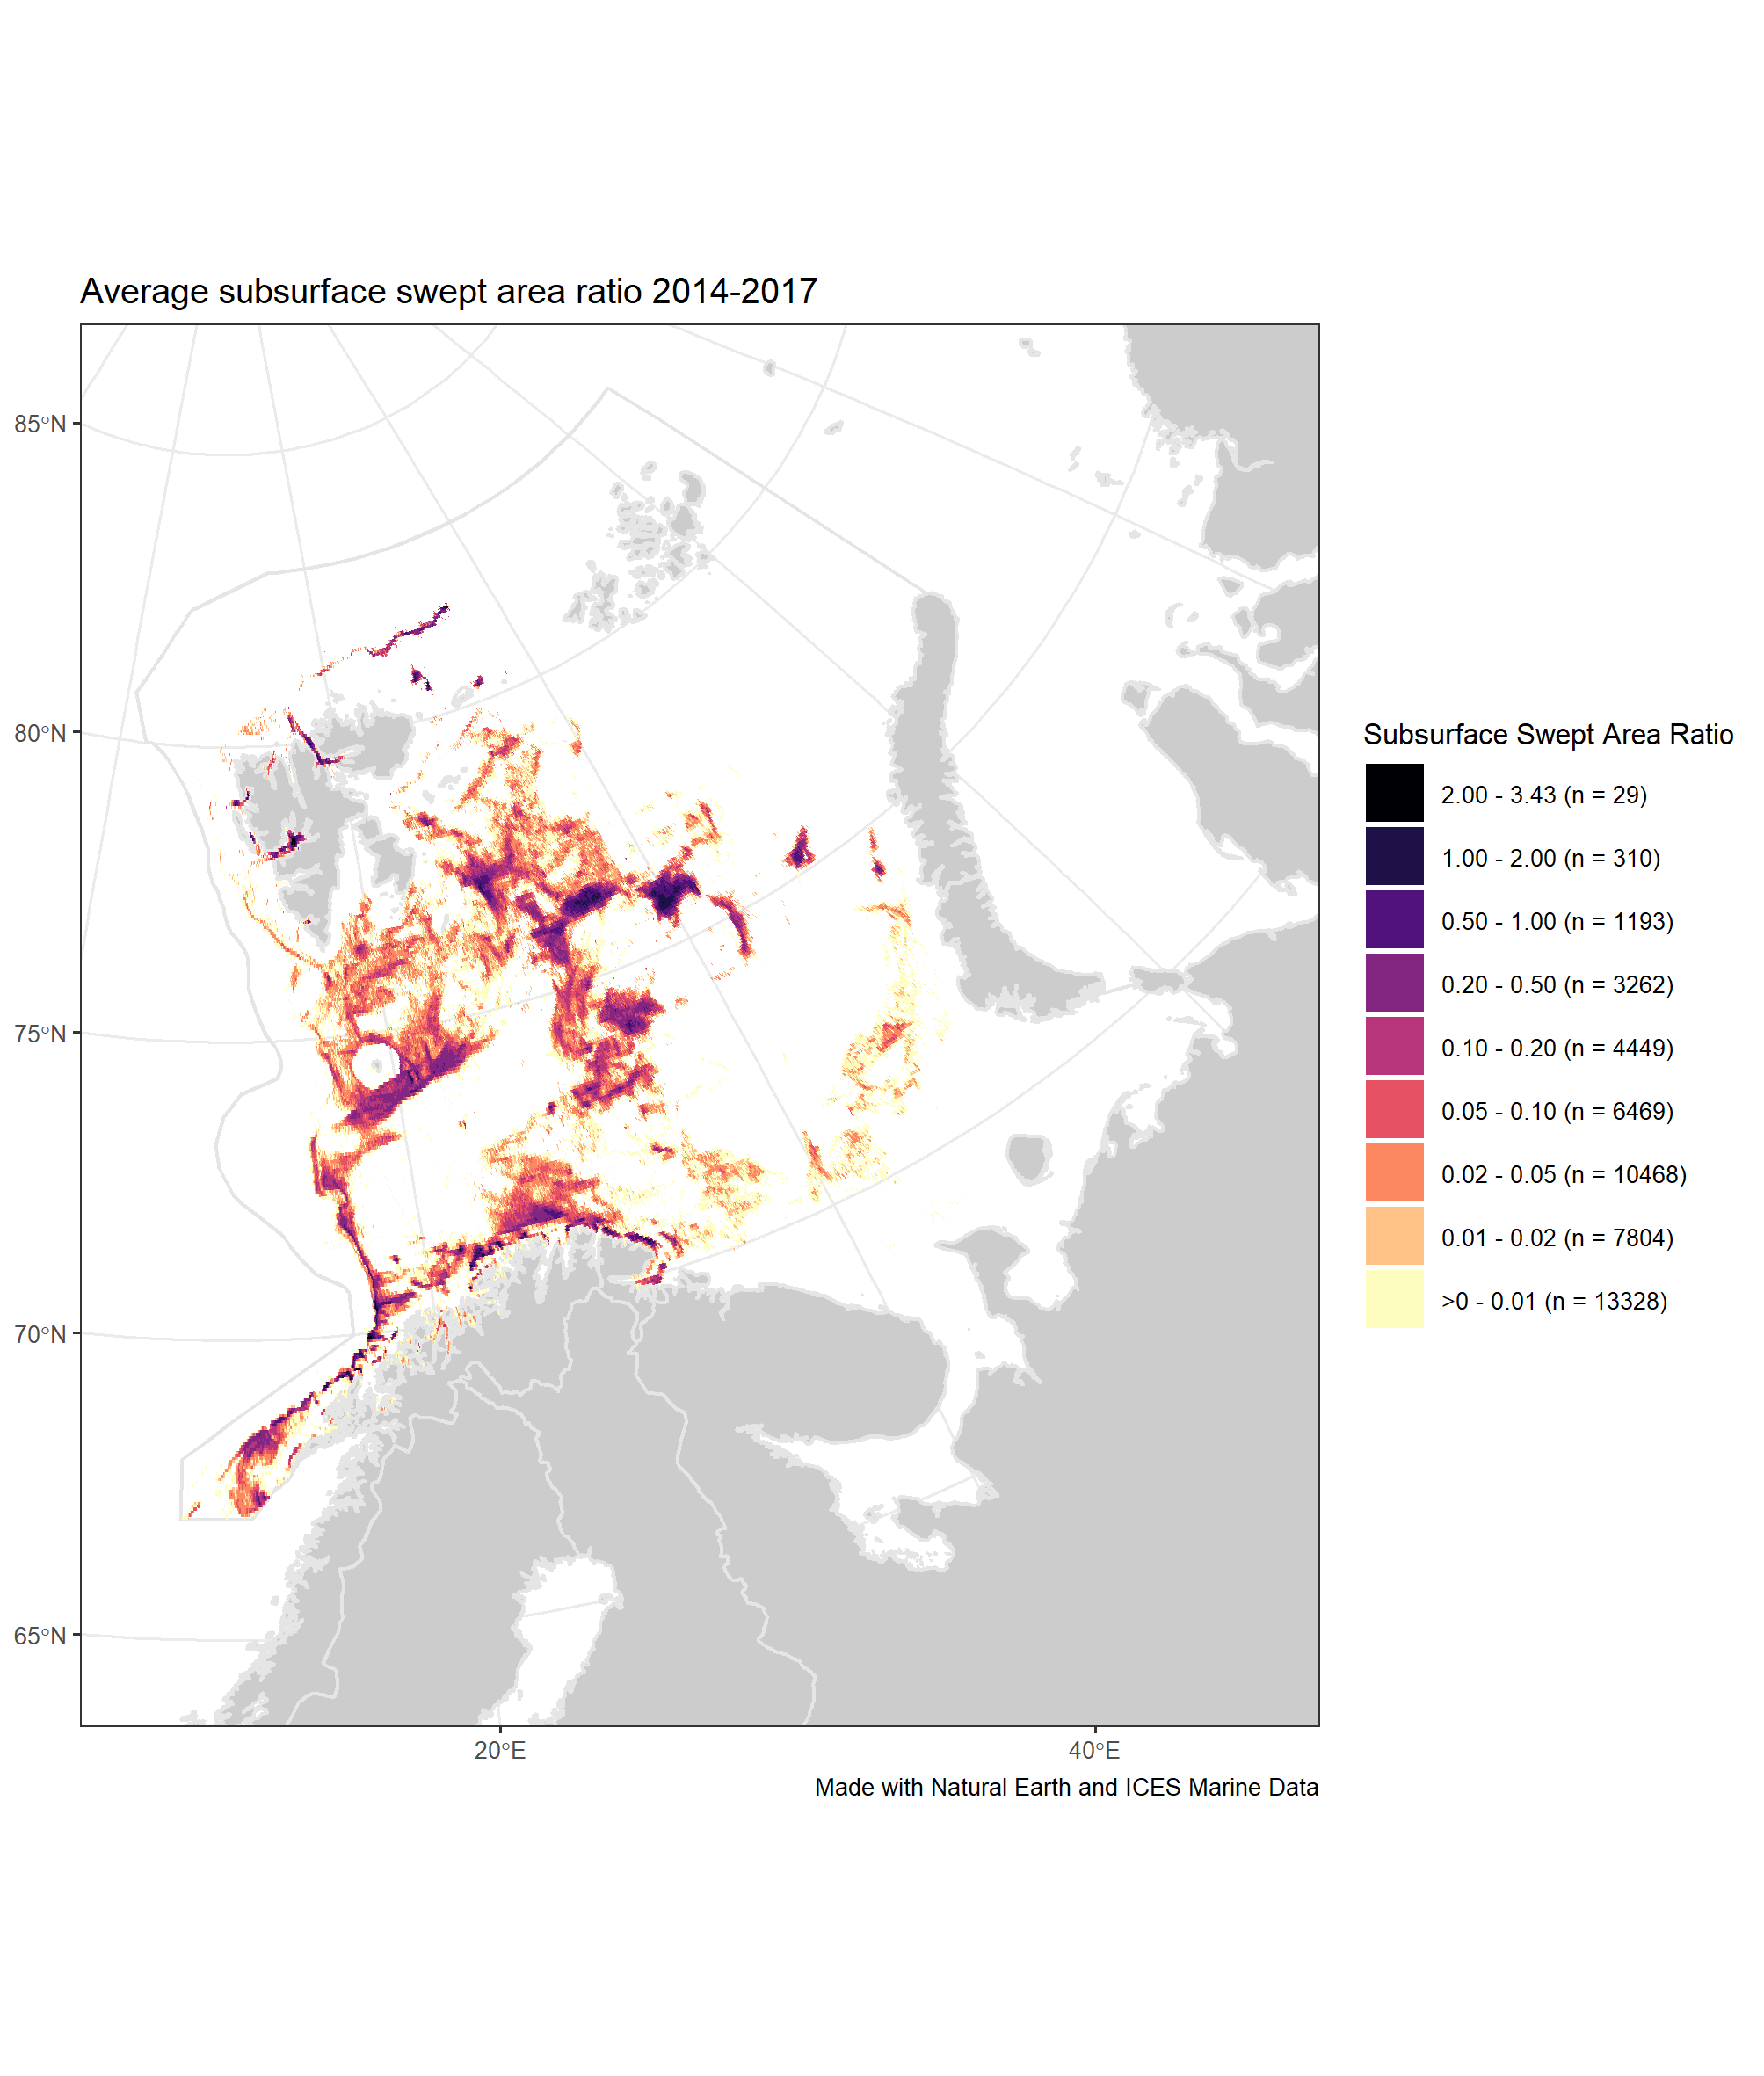 Average subsurface swept area ratio 2014-2017
85°N
80°N
75°N
70°N
65°N
20°E
40°E
Made with Natural Earth and ICES Marine Data
Subsurface Swept Area Ratio
2.00 - 3.43 (n = 29)
1.00 - 2.00 (n = 310)
0.50 - 1.00 (n = 1193)
0.20 - 0.50 (n = 3262)
0.10 - 0.20 (n = 4449)
0.05 - 0.10 (n = 6469)
0.02 - 0.05 (n = 10468)
0.01 - 0.02 (n = 7804)
>0 - 0.01 (n = 13328)